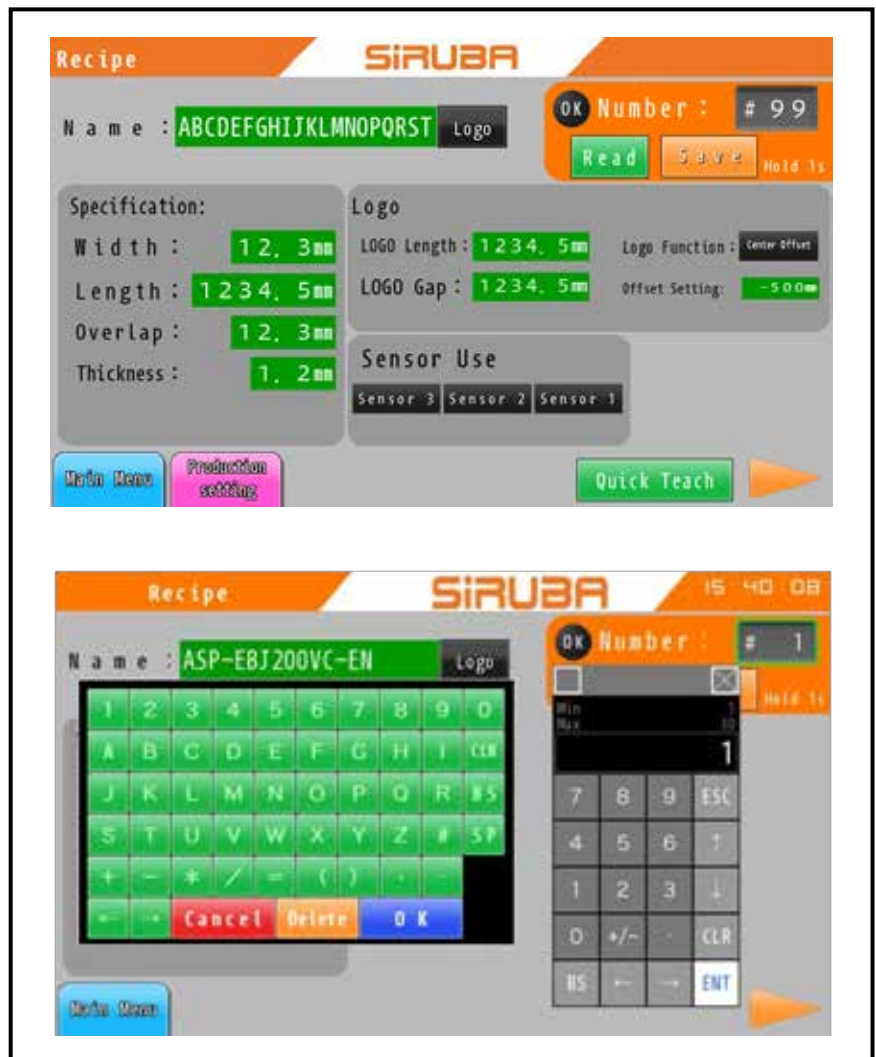 Recipe SiRUBA
Name : ABCDEFGHIJKLMNOPQRST Logo
OK Number : # 99
Read Save Hold 1s
Specification:
Width : 12. 3mm
Length : 1234. 5mm
Overlap : 12. 3mm
Thickness : 1. 2mm
Logo
LOGO Length : 1234. 5mm Logo Function : Center Offset
LOGO Gap : 1234. 5mm Offset Setting: -500mm
Sensor Use
Sensor 3 Sensor 2 Sensor 1
Main Menu Production setting Quick Teach
Recipe SiRUBA 15 40 08
Name : ASP-EBJ200VC-EN Logo
OK Number : # 1
Hold 1s
1 2 3 4 5 6 7 8 9 0
A B C D E F G H I CLR
J K L M N O P Q R BS
S T U V W X Y Z # SP
+ - * / = ( ) .
← → Cancel Delete OK
Min 1
Max
1
7 8 9 ESC
4 5 6 ↑
1 2 3 ↓
0 +/- . CLR
BS ← → ENT
Main Menu